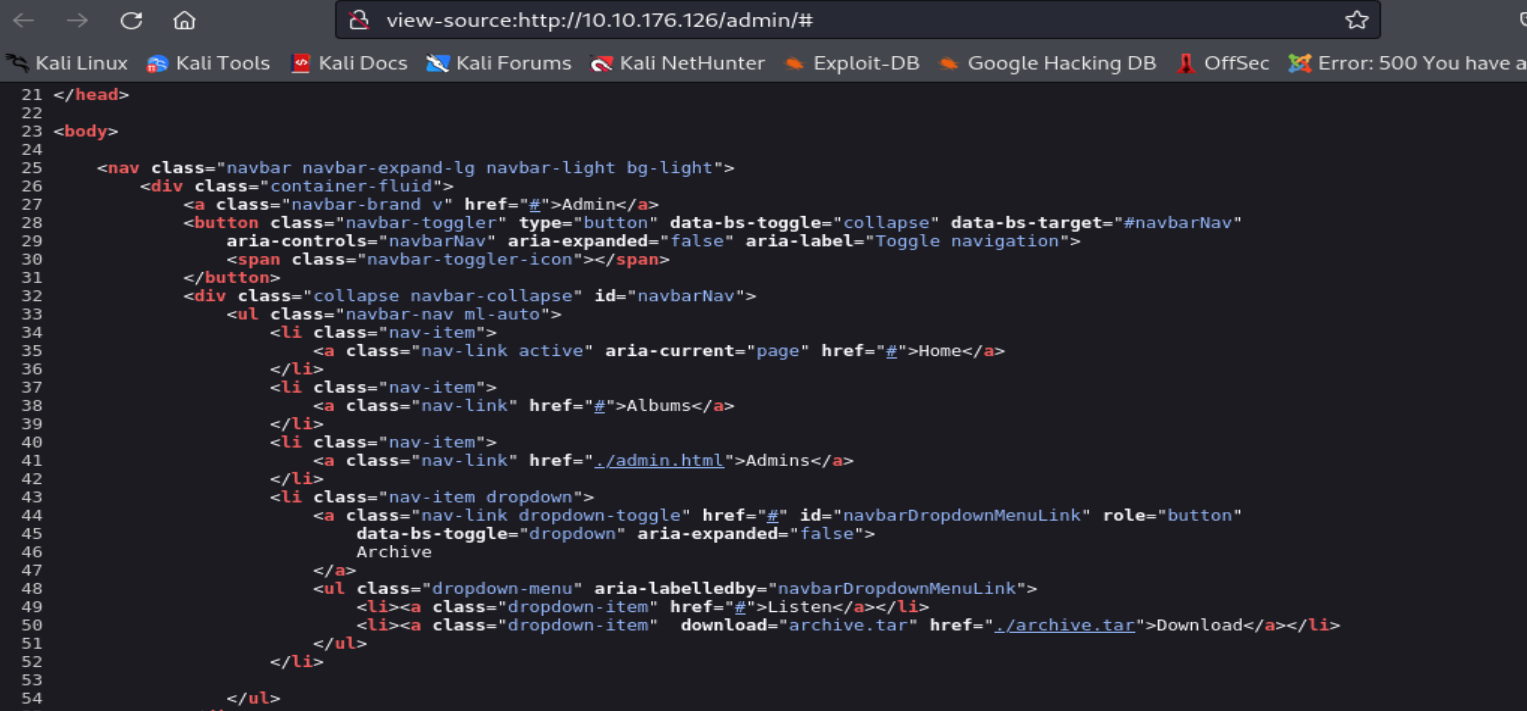 view-source:http://10.10.176.126/admin/#
Kali Linux Kali Tools Kali Docs Kali Forums Kali NetHunter Exploit-DB Google Hacking DB OffSec Error: 500 You have a
21 </head>
22
23 <body>
24
25     <nav class="navbar navbar-expand-lg navbar-light bg-light">
26         <div class="container-fluid">
27             <a class="navbar-brand v" href="#">Admin</a>
28             <button class="navbar-toggler" type="button" data-bs-toggle="collapse" data-bs-target="#navbarNav"
29                 aria-controls="navbarNav" aria-expanded="false" aria-label="Toggle navigation">
30                 <span class="navbar-toggler-icon"></span>
31             </button>
32             <div class="collapse navbar-collapse" id="navbarNav">
33                 <ul class="navbar-nav ml-auto">
34                     <li class="nav-item">
35                         <a class="nav-link active" aria-current="page" href="#">Home</a>
36                     </li>
37                     <li class="nav-item">
38                         <a class="nav-link" href="#">Albums</a>
39                     </li>
40                     <li class="nav-item">
41                         <a class="nav-link" href="./admin.html">Admins</a>
42                     </li>
43                     <li class="nav-item dropdown">
44                         <a class="nav-link dropdown-toggle" href="#" id="navbarDropdownMenuLink" role="button"
45                             data-bs-toggle="dropdown" aria-expanded="false">
46                             Archive
47                         </a>
48                         <ul class="dropdown-menu" aria-labelledby="navbarDropdownMenuLink">
49                             <li><a class="dropdown-item" href="#">Listen</a></li>
50                             <li><a class="dropdown-item"  download="archive.tar" href="./archive.tar">Download</a></li>
51                         </ul>
52                     </li>
53
54                 </ul>